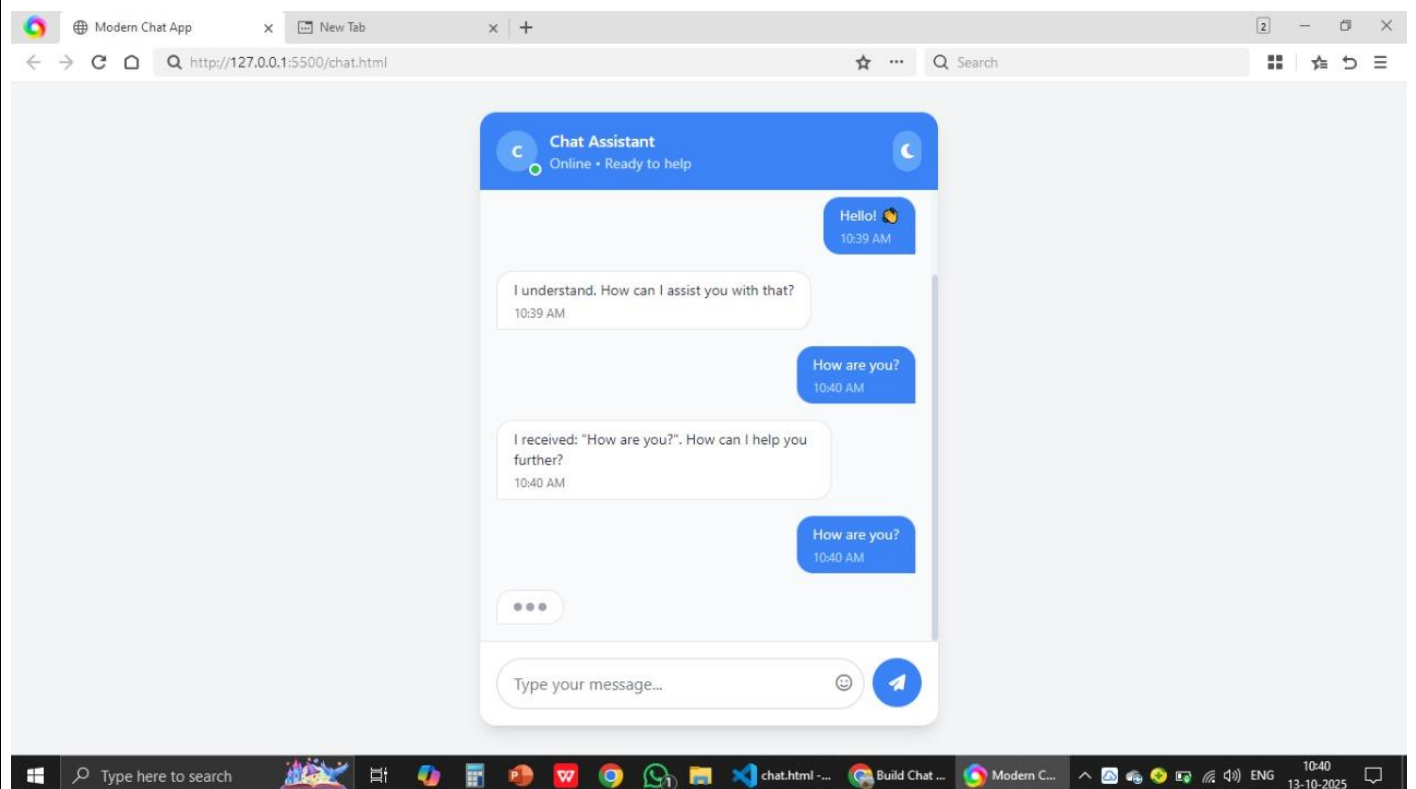 Modern Chat App
New Tab
2
http://127.0.0.1:5500/chat.html
Search
C
Chat Assistant
Online • Ready to help
Hello! 👏
10:39 AM
I understand. How can I assist you with that?
10:39 AM
How are you?
10:40 AM
I received: "How are you?". How can I help you
further?
10:40 AM
How are you?
10:40 AM
Type your message...
Type here to search
W
1
chat.html -...
Build Chat ...
Modern C...
ENG
10:40
13-10-2025